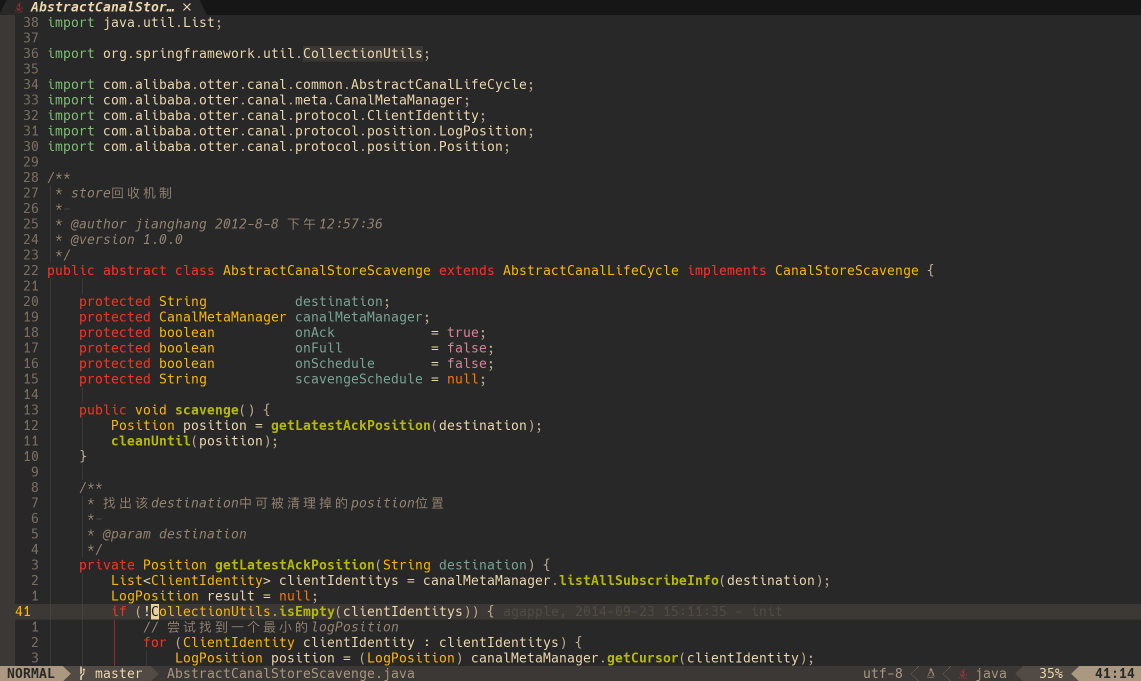 AbstractCanalStor… ×
38 import java.util.List;
37
36 import org.springframework.util.CollectionUtils;
35
34 import com.alibaba.otter.canal.common.AbstractCanalLifeCycle;
33 import com.alibaba.otter.canal.meta.CanalMetaManager;
32 import com.alibaba.otter.canal.protocol.ClientIdentity;
31 import com.alibaba.otter.canal.protocol.position.LogPosition;
30 import com.alibaba.otter.canal.protocol.position.Position;
29
28 /**
27  * store回收机制
26  *-
25  * @author jianghang 2012-8-8 下午12:57:36
24  * @version 1.0.0
23  */
22 public abstract class AbstractCanalStoreScavenge extends AbstractCanalLifeCycle implements CanalStoreScavenge {
21
20     protected String           destination;
19     protected CanalMetaManager canalMetaManager;
18     protected boolean          onAck            = true;
17     protected boolean          onFull           = false;
16     protected boolean          onSchedule       = false;
15     protected String           scavengeSchedule = null;
14
13     public void scavenge() {
12         Position position = getLatestAckPosition(destination);
11         cleanUntil(position);
10     }
9
8     /**
7      * 找出该destination中可被清理掉的position位置
6      *-
5      * @param destination
4      */
3     private Position getLatestAckPosition(String destination) {
2         List<ClientIdentity> clientIdentitys = canalMetaManager.listAllSubscribeInfo(destination);
1         LogPosition result = null;
41         if (!CollectionUtils.isEmpty(clientIdentitys)) { agapple, 2014-09-23 15:11:35 - init
1             // 尝试找到一个最小的logPosition
2             for (ClientIdentity clientIdentity : clientIdentitys) {
3                 LogPosition position = (LogPosition) canalMetaManager.getCursor(clientIdentity);
NORMAL master AbstractCanalStoreScavenge.java utf-8 java 35% 41:14